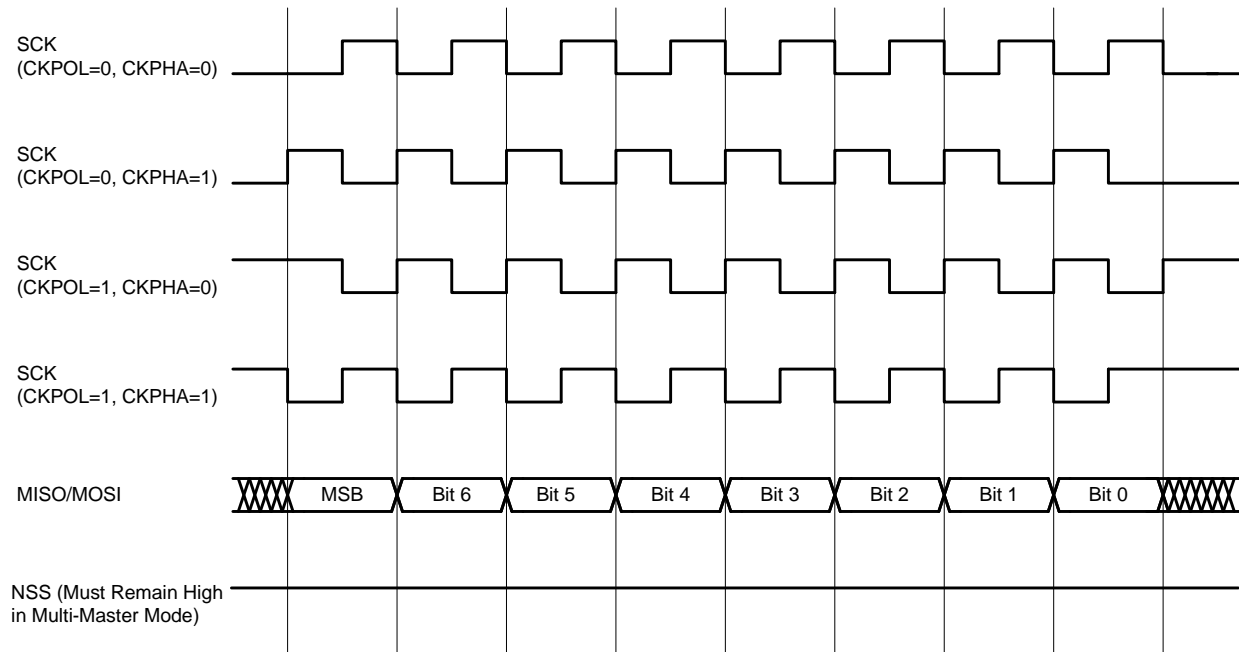 SCK
(CKPOL=0, CKPHA=0)
SCK
(CKPOL=0, CKPHA=1)
SCK
(CKPOL=1, CKPHA=0)
SCK
(CKPOL=1, CKPHA=1)
MISO/MOSI
MSB Bit 6 Bit 5 Bit 4 Bit 3 Bit 2 Bit 1 Bit 0
NSS (Must Remain High
in Multi-Master Mode)